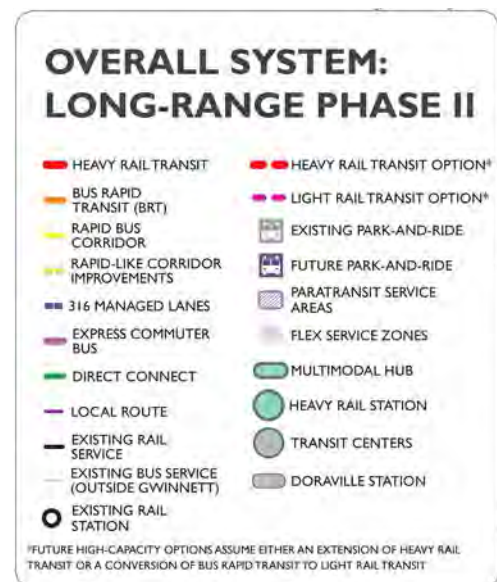 OVERALL SYSTEM:
LONG-RANGE PHASE II
HEAVY RAIL TRANSIT
BUS RAPID
TRANSIT (BRT)
RAPID BUS
CORRIDOR
RAPID-LIKE CORRIDOR
IMPROVEMENTS
316 MANAGED LANES
EXPRESS COMMUTER
BUS
DIRECT CONNECT
LOCAL ROUTE
EXISTING RAIL
SERVICE
EXISTING BUS SERVICE
(OUTSIDE GWINNETT)
EXISTING RAIL
STATION
HEAVY RAIL TRANSIT OPTION*
LIGHT RAIL TRANSIT OPTION*
EXISTING PARK-AND-RIDE
FUTURE PARK-AND-RIDE
PARATRANSIT SERVICE
AREAS
FLEX SERVICE ZONES
MULTIMODAL HUB
HEAVY RAIL STATION
TRANSIT CENTERS
DORAVILLE STATION
*FUTURE HIGH-CAPACITY OPTIONS ASSUME EITHER AN EXTENSION OF HEAVY RAIL
TRANSIT OR A CONVERSION OF BUS RAPID TRANSIT TO LIGHT RAIL TRANSIT